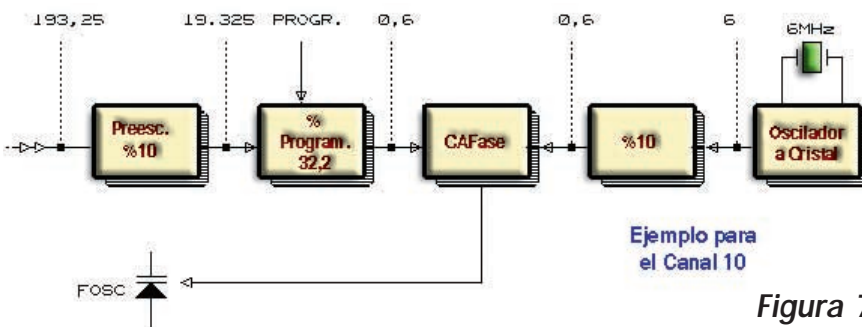 193,25
19.325
PROGR.
0,6
0,6
6
6MHz
Preesc.
%10
%
Program.
32,2
CAFase
%10
Oscilador
a Cristal
Ejemplo para
el Canal 10
FOSC
Figura 7